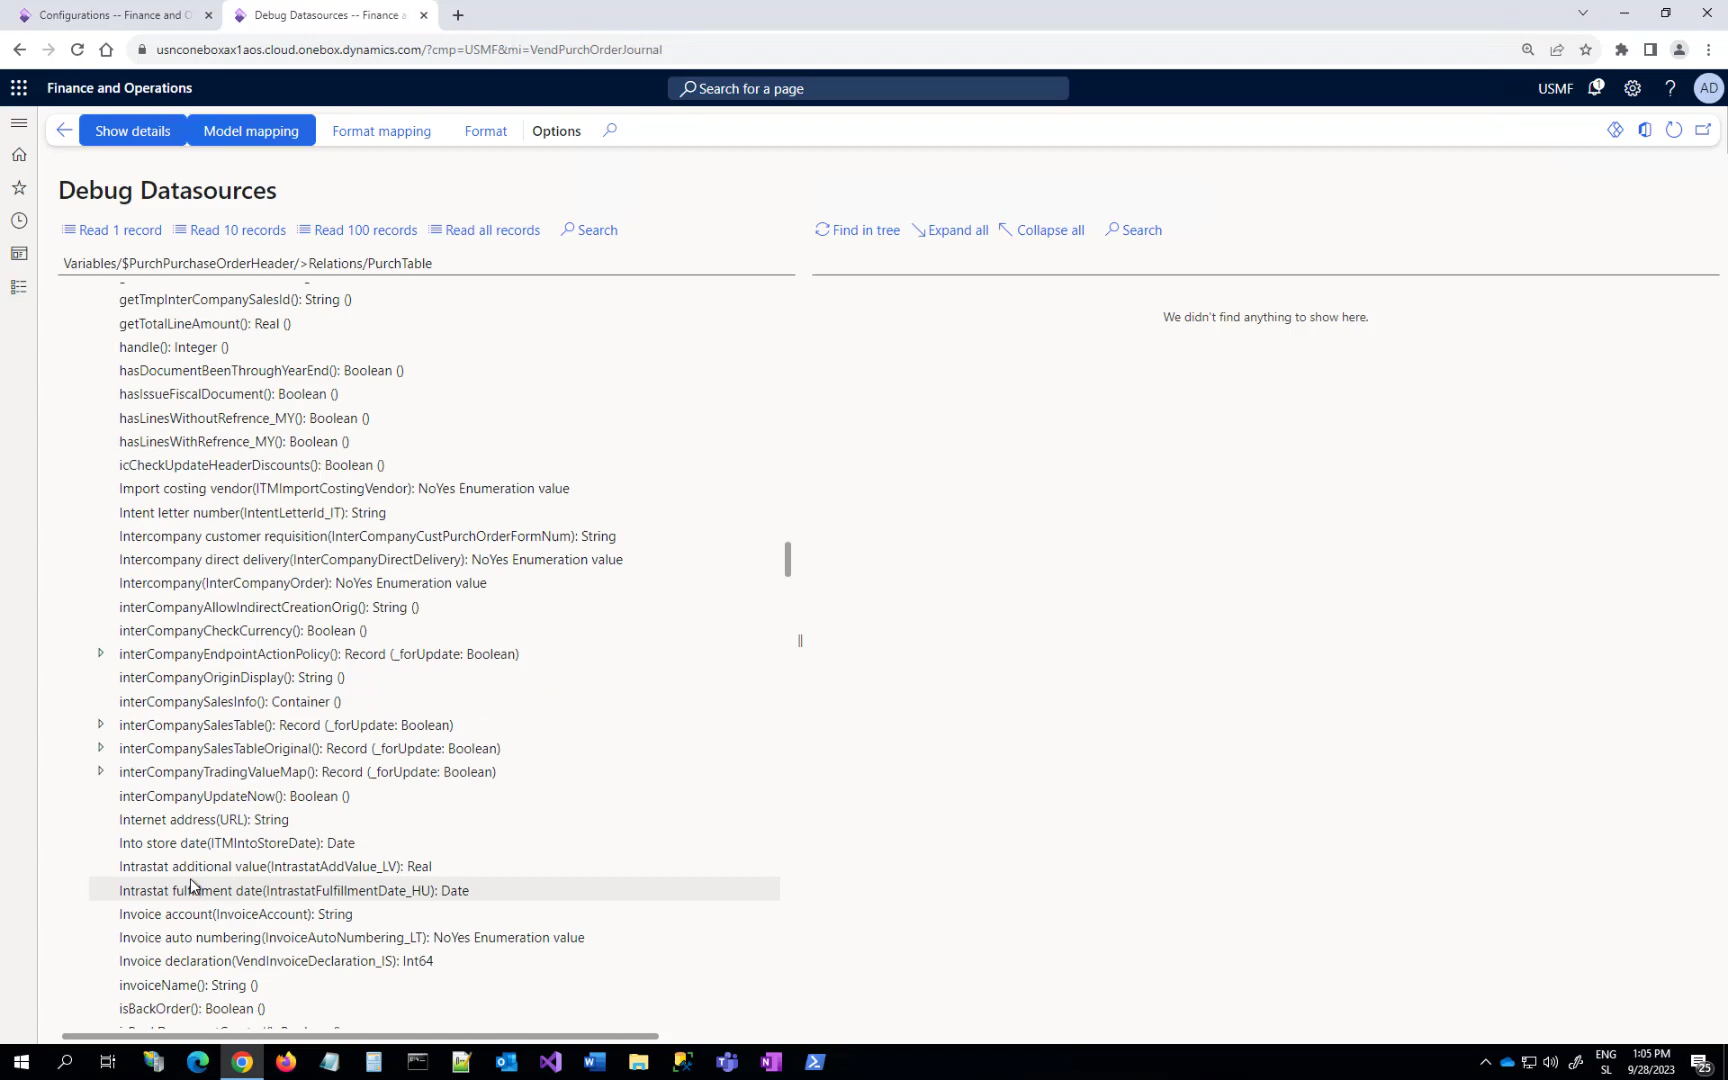 Configurations -- Finance and O
Debug Datasources -- Finance a
usnconeboxax1aos.cloud.onebox.dynamics.com/?cmp=USMF&mi=VendPurchOrderJournal
Finance and Operations
Search for a page
USMF
1
AD
Show details
Model mapping
Format mapping
Format
Options
Debug Datasources
Read 1 record
Read 10 records
Read 100 records
Read all records
Search
Find in tree
Expand all
Collapse all
Search
Variables/$PurchPurchaseOrderHeader/>Relations/PurchTable
We didn't find anything to show here.
getTmpInterCompanySalesId(): String ()
getTotalLineAmount(): Real ()
handle(): Integer ()
hasDocumentBeenThroughYearEnd(): Boolean ()
hasIssueFiscalDocument(): Boolean ()
hasLinesWithoutRefrence_MY(): Boolean ()
hasLinesWithRefrence_MY(): Boolean ()
icCheckUpdateHeaderDiscounts(): Boolean ()
Import costing vendor(ITMImportCostingVendor): NoYes Enumeration value
Intent letter number(IntentLetterId_IT): String
Intercompany customer requisition(InterCompanyCustPurchOrderFormNum): String
Intercompany direct delivery(InterCompanyDirectDelivery): NoYes Enumeration value
Intercompany(InterCompanyOrder): NoYes Enumeration value
interCompanyAllowIndirectCreationOrig(): String ()
interCompanyCheckCurrency(): Boolean ()
interCompanyEndpointActionPolicy(): Record (_forUpdate: Boolean)
interCompanyOriginDisplay(): String ()
interCompanySalesInfo(): Container ()
interCompanySalesTable(): Record (_forUpdate: Boolean)
interCompanySalesTableOriginal(): Record (_forUpdate: Boolean)
interCompanyTradingValueMap(): Record (_forUpdate: Boolean)
interCompanyUpdateNow(): Boolean ()
Internet address(URL): String
Into store date(ITMIntoStoreDate): Date
Intrastat additional value(IntrastatAddValue_LV): Real
Intrastat date(IntrastatFulfillmentDate_HU): Date
Invoice account(InvoiceAccount): String
Invoice auto numbering(InvoiceAutoNumbering_LT): NoYes Enumeration value
Invoice declaration(VendInvoiceDeclaration_IS): Int64
invoiceName(): String ()
isBackOrder(): Boolean ()
ENG
SL
1:05 PM
9/28/2023
25